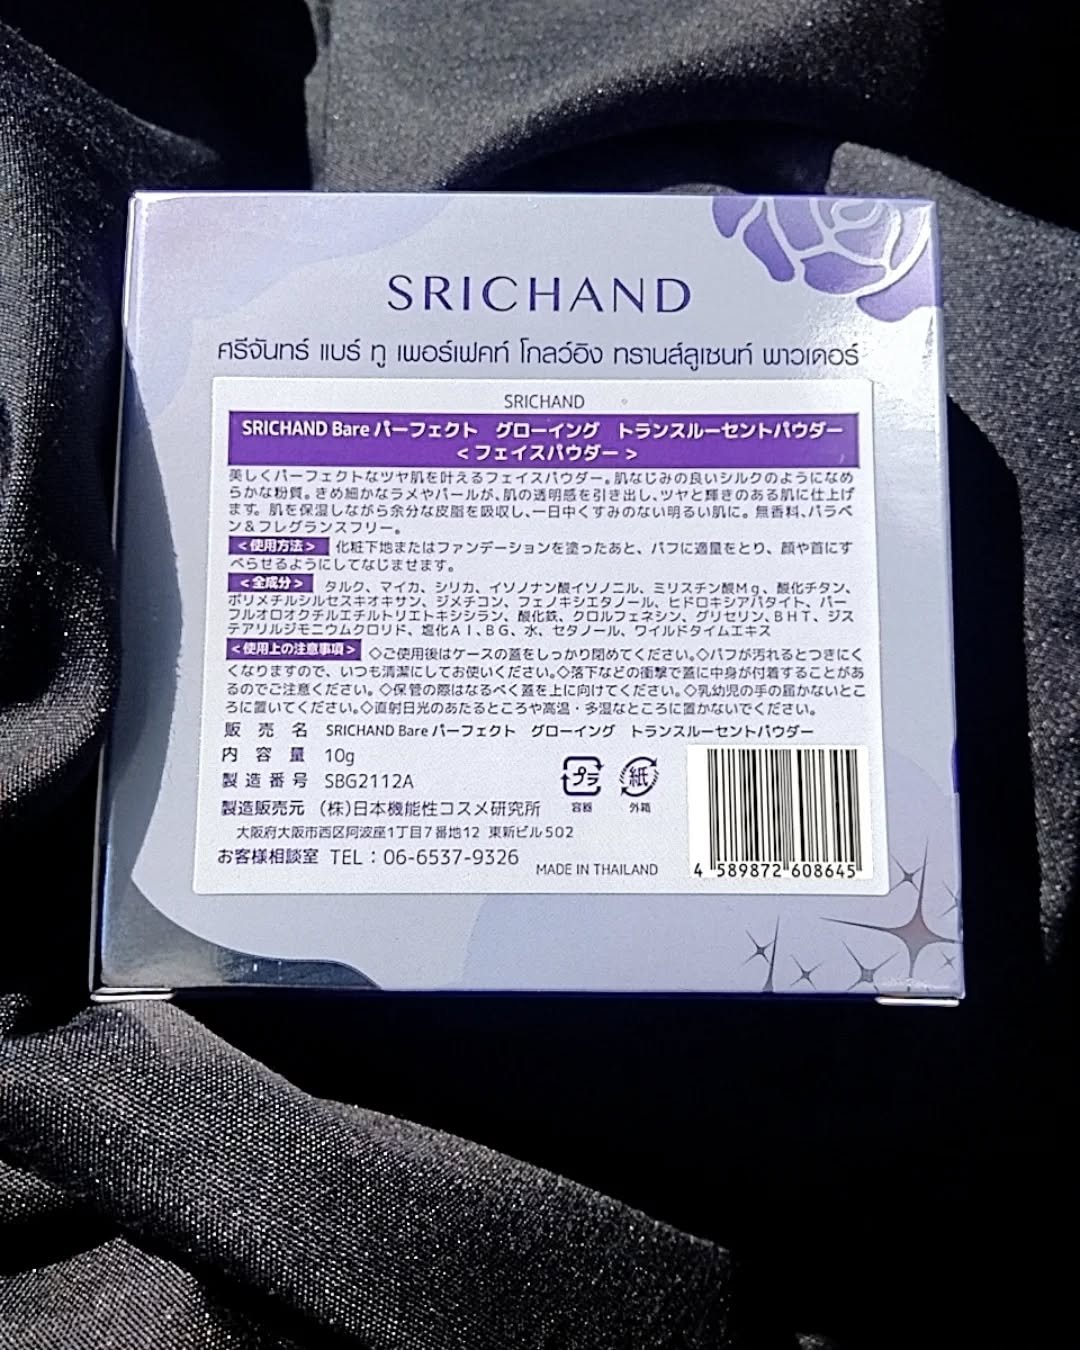 SRICHAND
ศรีจันทร์ แบร์ ทู เพอร์เฟคท์ โกลว์อิง ทรานส์ลูเซนท์ พาวเดอร์
SRICHAND
SRICHAND Bare パーフェクト グローイング トランスルーセントパウダー
< フェイスパウダー >
美しくパーフェクトなツヤ肌を叶えるフェイスパウダー。肌なじみの良いシルクのようになめ
らかな粉質。きめ細かなラメやパールが、肌の透明感を引き出し、ツヤと輝きのある肌に仕上げ
ます。肌を保湿しながら余分な皮脂を吸収し、一日中くすみのない明るい肌に。無香料、パラベ
ン＆フレグランスフリー。
< 使用方法 > 化粧下地またはファンデーションを塗ったあと、パフに適量をとり、顔や首にす
べらせるようにしてなじませます。
< 全成分 > タルク、マイカ、シリカ、イソノナン酸イソノニル、ミリスチン酸Ｍｇ、酸化チタン、
ポリメチルシルセスキオキサン、ジメチコン、フェノキシエタノール、ヒドロキシアパタイト、パー
フルオロオクチルエチルトリエトキシシラン、酸化鉄、クロルフェネシン、グリセリン、ＢＨＴ、ジス
テアリルジモニウムクロリド、塩化ＡＩ、ＢＧ、水、セタノール、ワイルドタイムエキス
< 使用上の注意事項 > ◇ご使用後はケースの蓋をしっかり閉めてください。◇パフが汚れるとつきにく
くなりますので、いつも清潔にしてお使いください。◇落下などの衝撃で蓋に中身が付着することがあ
るのでご注意ください。◇保管の際はなるべく蓋を上に向けてください。◇乳幼児の手の届かないとこ
ろに置いてください。◇直射日光のあたるところや高温・多湿なところに置かないでください。
販売名 SRICHAND Bare パーフェクト グローイング トランスルーセントパウダー
内容量 10g
製造番号 SBG2112A
プラ 容器
紙 外箱
製造販売元 (株)日本機能性コスメ研究所
大阪府大阪市西区阿波座1丁目7番地12 東新ビル502
お客様相談室 TEL：06-6537-9326
MADE IN THAILAND
4 589872 608645